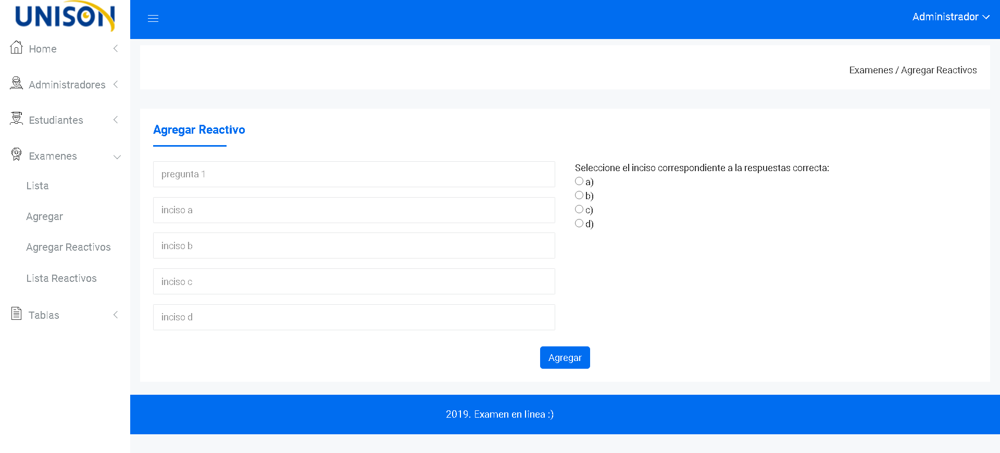 UNISON
Administrador
Home
Administradores
Estudiantes
Examenes
Lista
Agregar
Agregar Reactivos
Lista Reactivos
Tablas
Examenes / Agregar Reactivos
Agregar Reactivo
pregunta 1
inciso a
inciso b
inciso c
inciso d
Seleccione el inciso correspondiente a la respuestas correcta:
a)
b)
c)
d)
Agregar
2019. Examen en linea :)